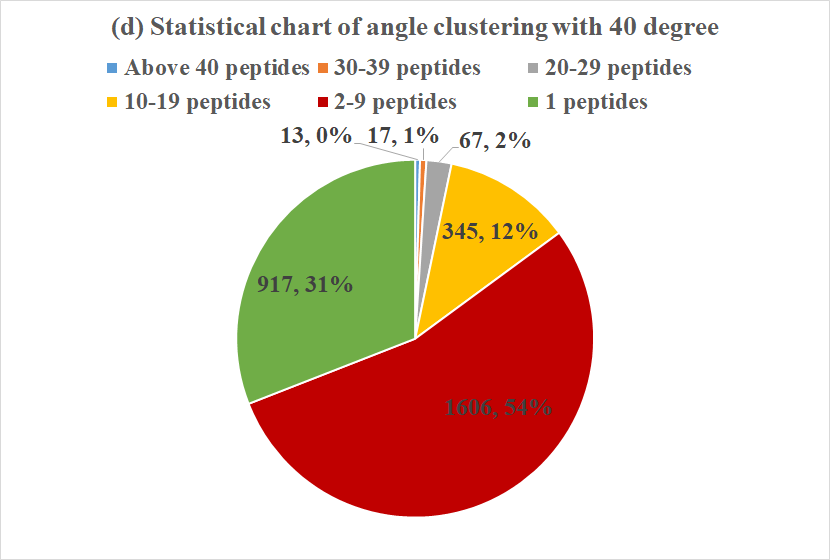 (d) Statistical chart of angle clustering with 40 degree
Above 40 peptides 30-39 peptides 20-29 peptides
10-19 peptides 2-9 peptides 1 peptides
13, 0% 17, 1% 67, 2%
345, 12%
917, 31%
1606, 54%